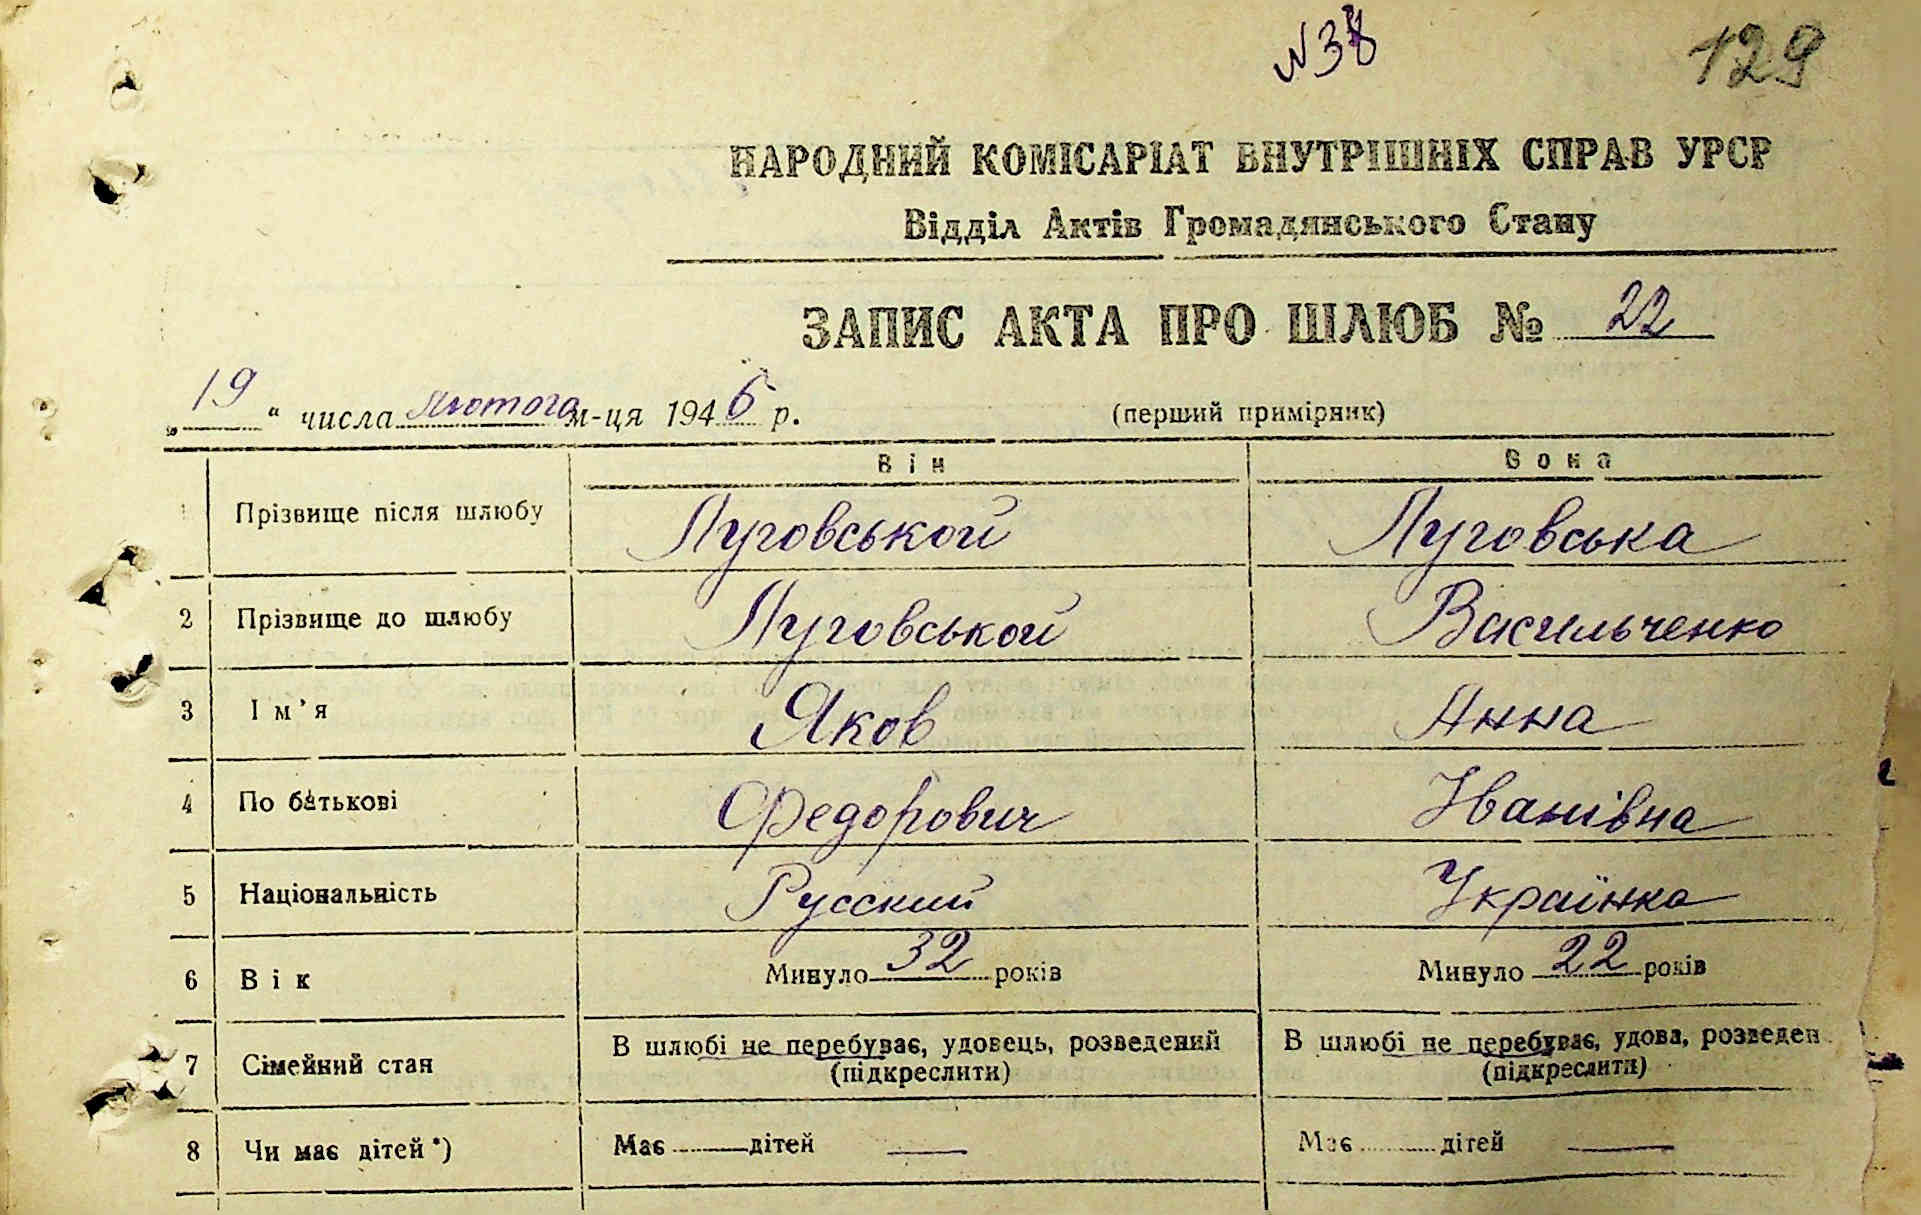 №38
129
НАРОДНИЙ КОМІСАРІАТ ВНУТРІШНІХ СПРАВ УРСР
Відділ Актів Громадянського Стану
ЗАПИС АКТА ПРО ШЛЮБ № 22
„19“ числа лютого м-ця 1946 р. (перший примірник)
Він Вона
1 Прізвище після шлюбу Луговськой Луговська
2 Прізвище до шлюбу Луговськой Васильченко
3 Ім’я Яков Анна
4 По батькові Федорович Іванівна
5 Національність Русский Українка
6 Вік Минуло 32 років Минуло 22 років
7 Сімейний стан В шлюбі не перебуває, удовець, розведений В шлюбі не перебуває, удова, розведен
(підкреслити) (підкреслити)
8 Чи має дітей*) Має — дітей — Має дітей —